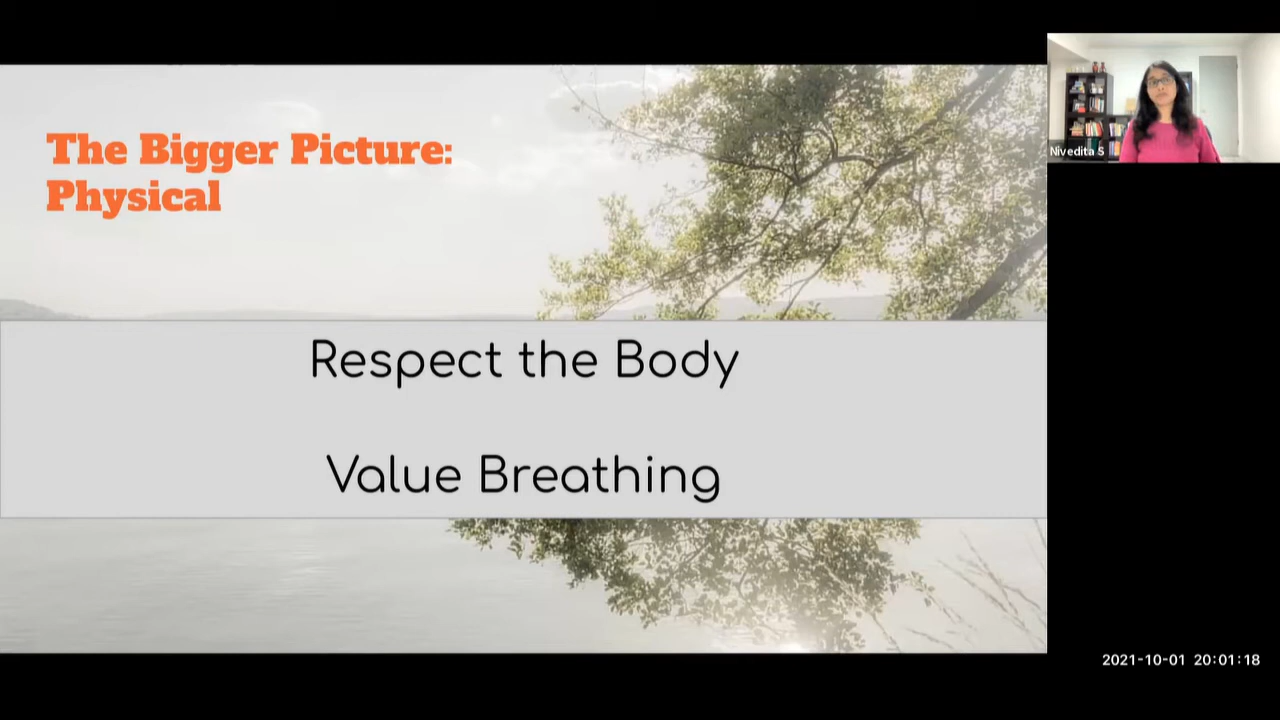 The Bigger Picture:
Physical
Respect the Body
Value Breathing
Nivedita S
2021-10-01 20:01:18